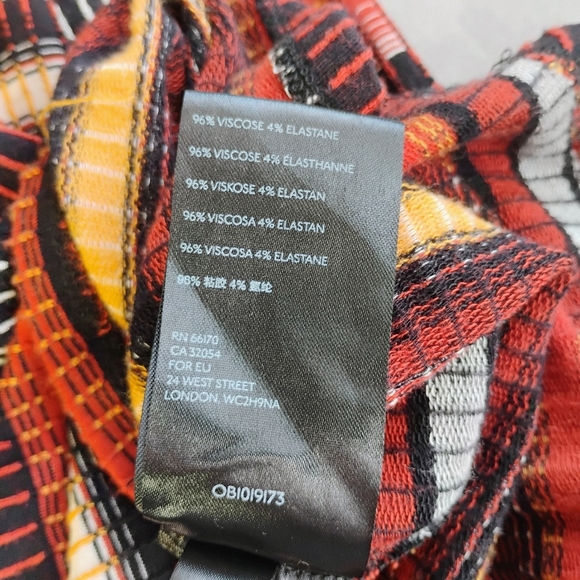 96% VISCOSE 4% ELASTANE
96% VISCOSE 4% ÉLASTHANNE
96% VISKOSE 4% ELASTAN
96% VISCOSA 4% ELASTAN
96% VISCOSA 4% ELASTANE
96% 粘胶 4% 氨纶
RN 66170
CA 32054
FOR EU
24 WEST STREET
LONDON, WC2H9NA
OB1019173